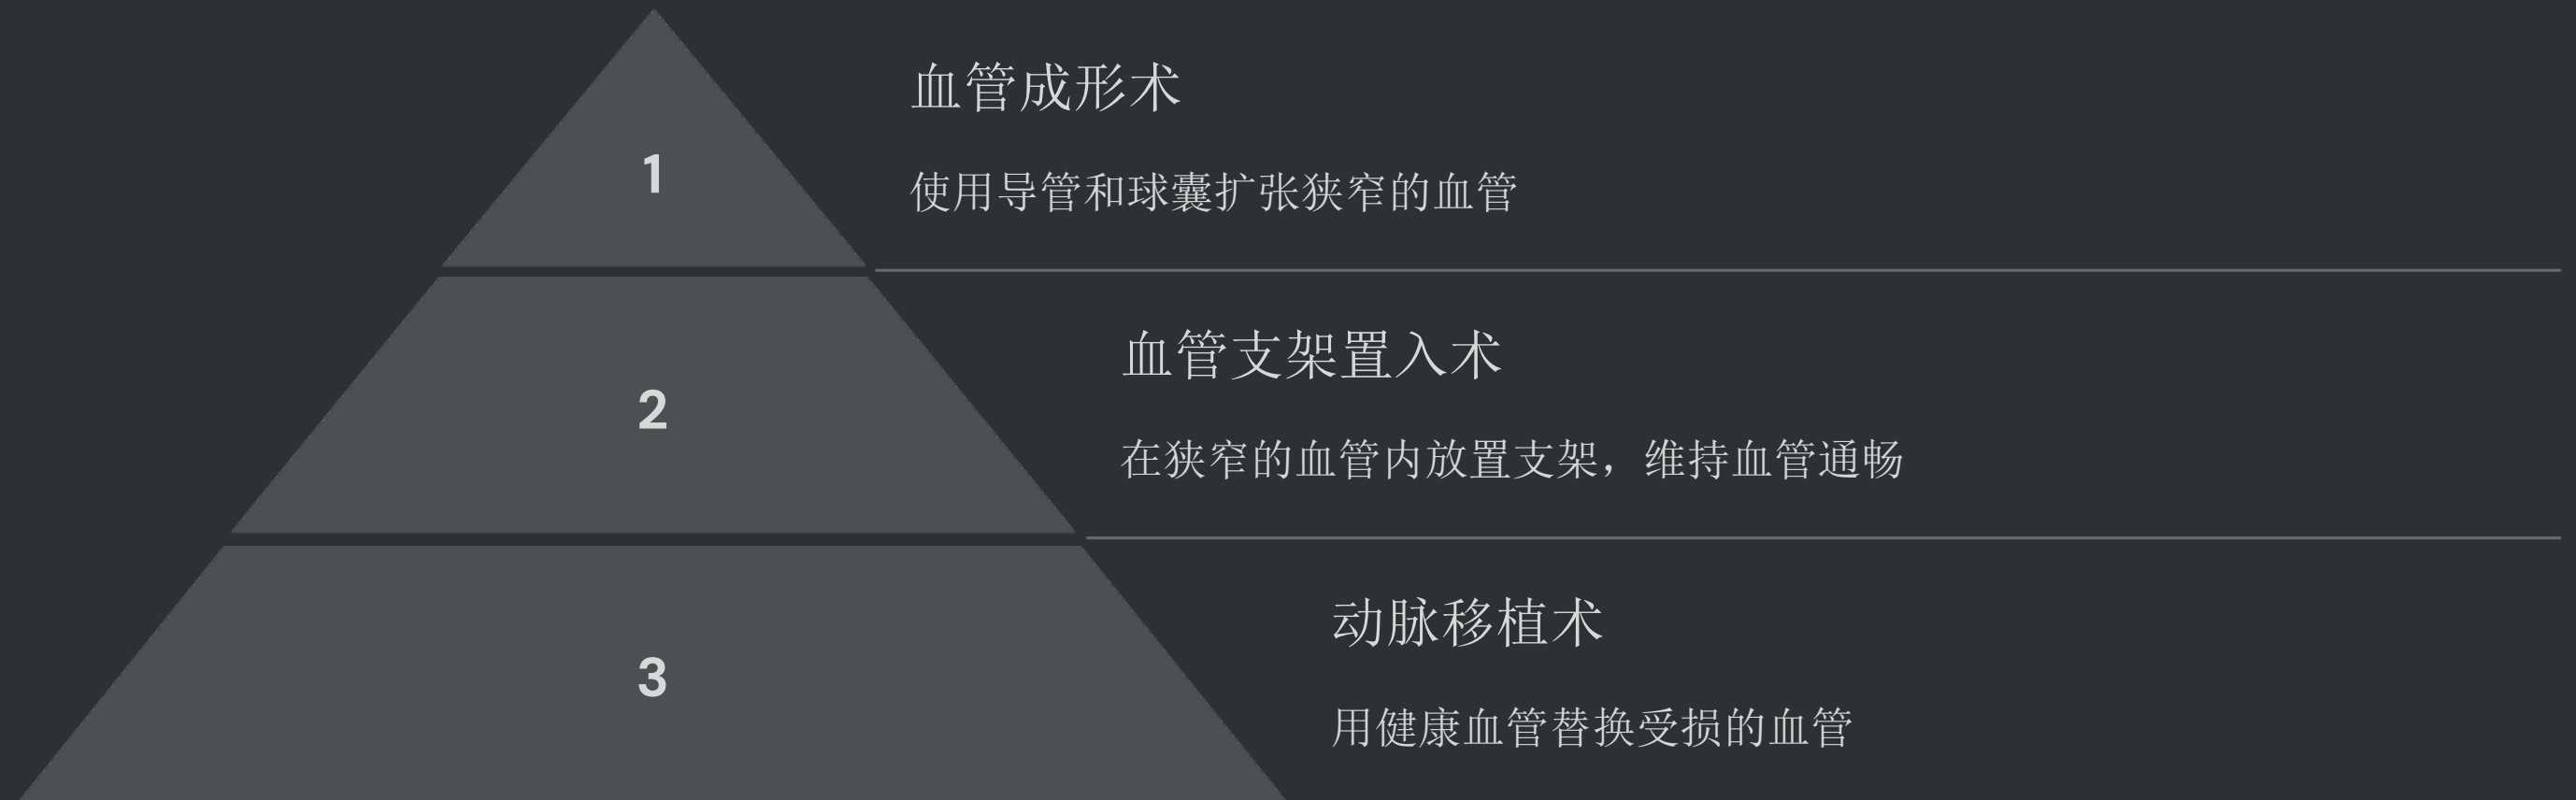 血管成形术
1
使用导管和球囊扩张狭窄的血管
血管支架置入术
2
在狭窄的血管内放置支架，维持血管通畅
动脉移植术
3
用健康血管替换受损的血管